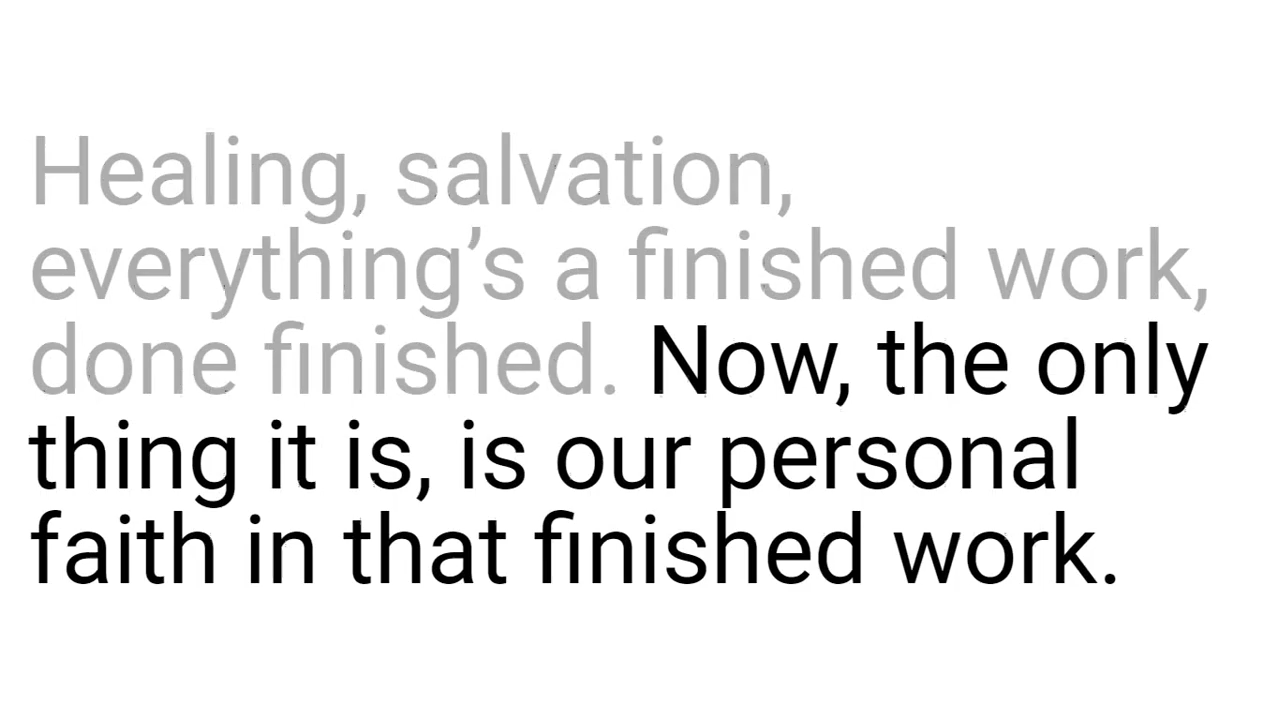 Healing, salvation,
everything’s a finished work,
done finished. Now, the only
thing it is, is our personal
faith in that finished work.